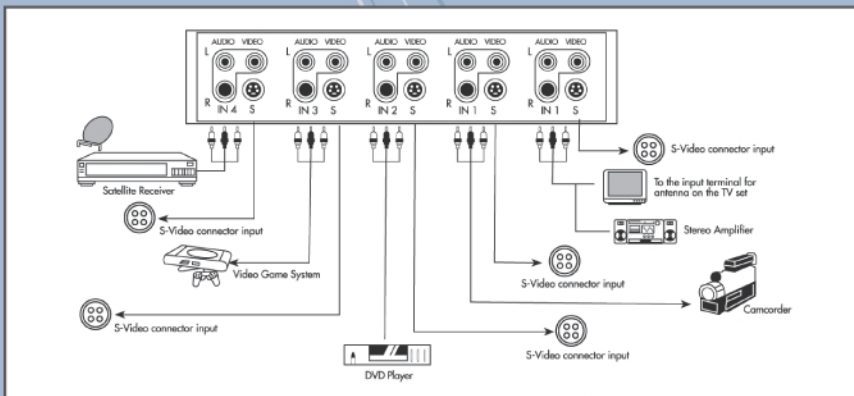 AUDIO VIDEO AUDIO VIDEO AUDIO VIDEO AUDIO VIDEO AUDIO VIDEO
L L L L L
R IN 4 S R IN 3 S R IN 2 S R IN 1 S R IN 1 S
S-Video connector input
Satellite Receiver
To the input terminal for
antenna on the TV set
S-Video connector input
Stereo Amplifier
Video Game System
S-Video connector input
Camcorder
S-Video connector input
S-Video connector input
DVD Player